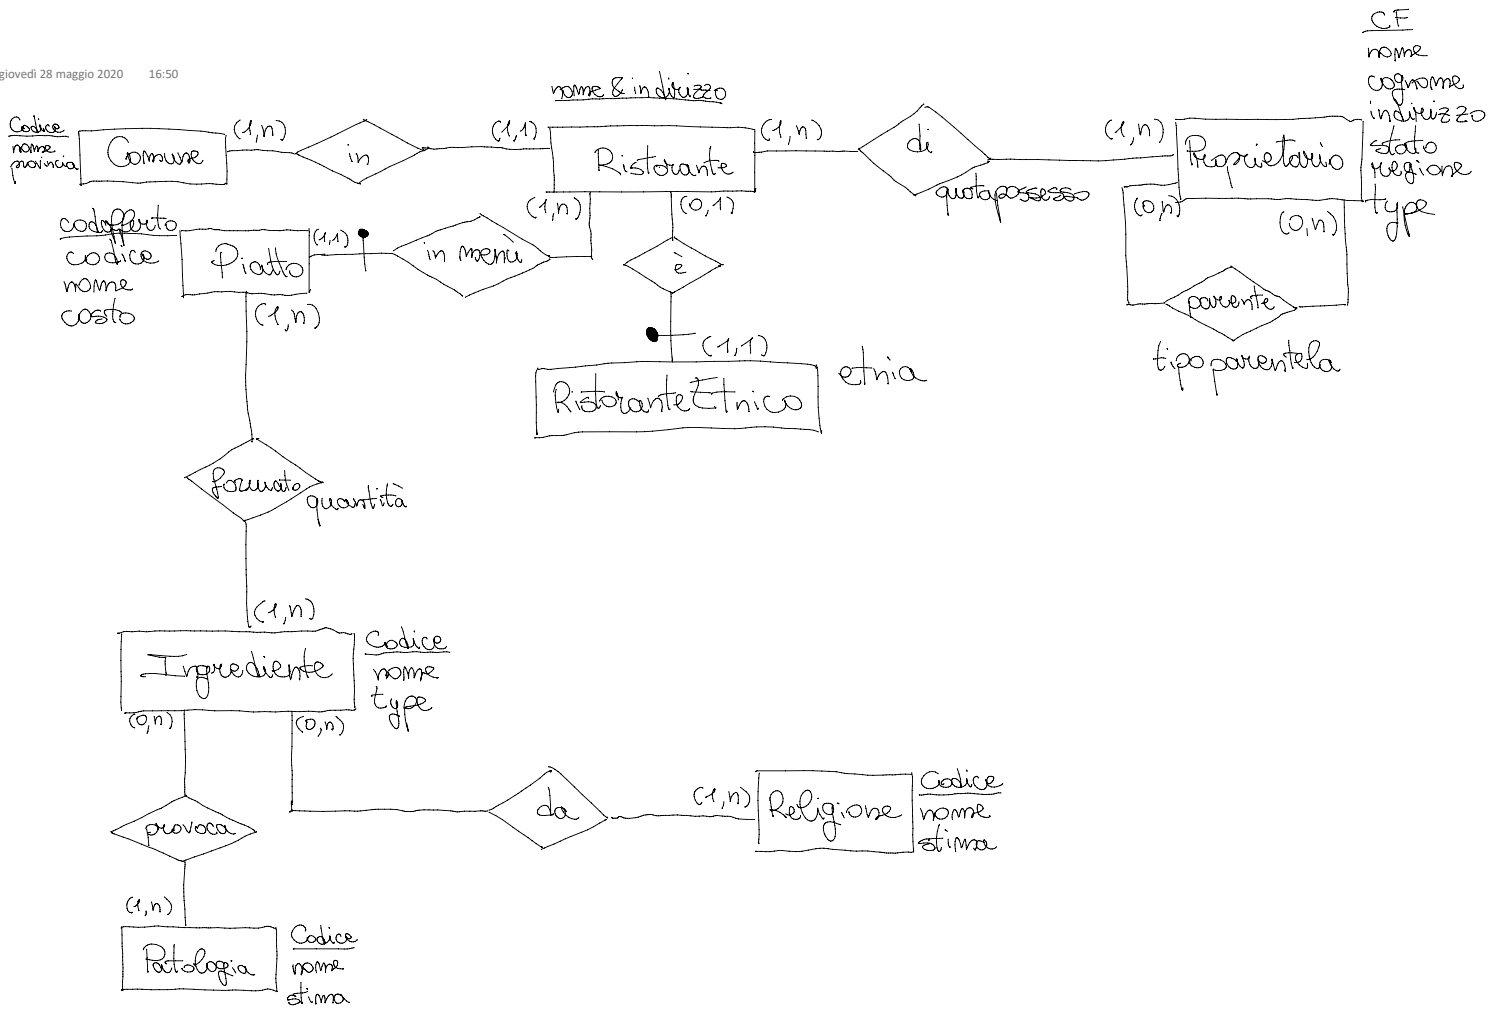 CF
nome
cognome
indirizzo
stato
regione
type
giovedì 28 maggio 2020 16:50
nome & indirizzo
Codice
nome
provincia
Comune
(1,n)
in
(1,1)
Ristorante
(1,n)
di
quotapossesso
(1,n)
Proprietario
(0,n)
(0,n)
parente
tipoparentela
codofferto
codice
nome
costo
Piatto
(1,1)
in menù
(1,n)
(0,1)
è
(1,1)
RistoranteEtnico
etnia
(1,n)
formato
quantità
(1,n)
Ingrediente
Codice
nome
type
(0,n)
(0,n)
da
(1,n)
Religione
Codice
nome
stima
provoca
(1,n)
Patologia
Codice
nome
stima